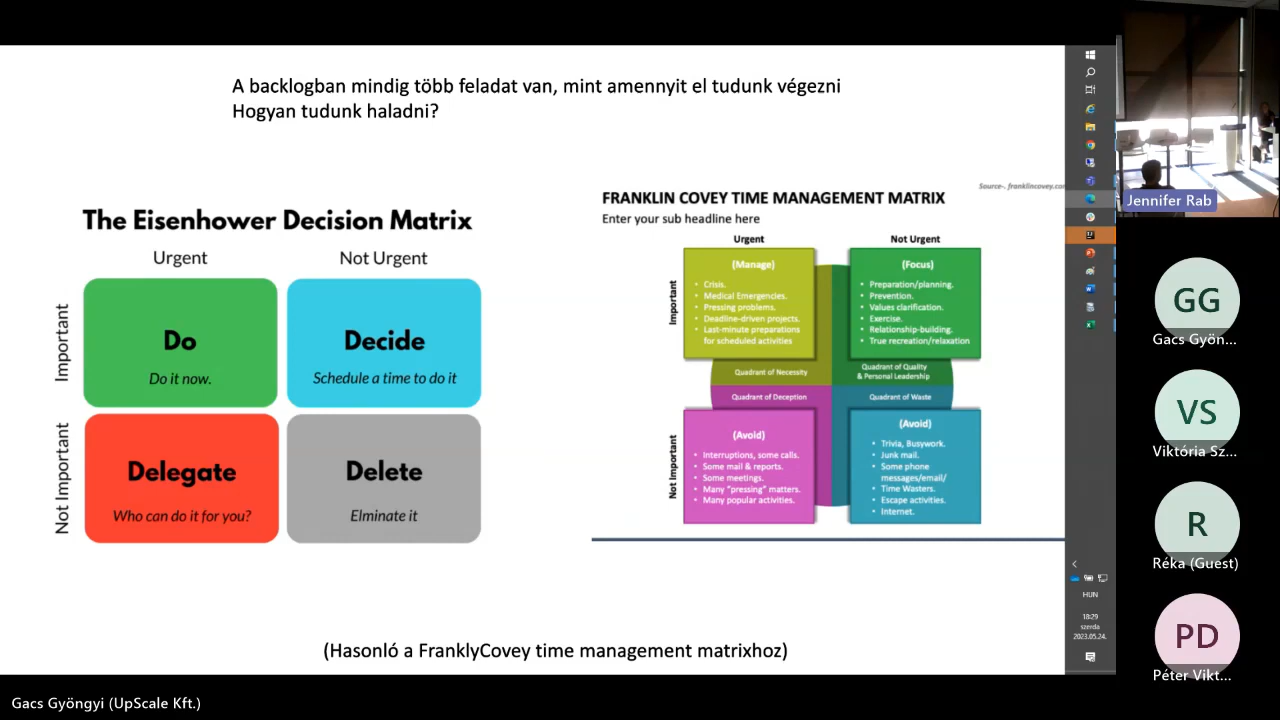 A backlogban mindig több feladat van, mint amennyit el tudunk végezni
Hogyan tudunk haladni?
The Eisenhower Decision Matrix
Urgent
Not Urgent
Important
Do
Do it now.
Decide
Schedule a time to do it
Not Important
Delegate
Who can do it for you?
Delete
Elminate it
Source-. franklincovey.com
FRANKLIN COVEY TIME MANAGEMENT MATRIX
Enter your sub headline here
Urgent
Not Urgent
Important
(Manage)
• Crisis.
• Medical Emergencies.
• Pressing problems.
• Deadline-driven projects.
• Last-minute preparations
for scheduled activities
(Focus)
• Preparation/planning.
• Prevention.
• Values clarification.
• Exercise.
• Relationship-building.
• True recreation/relaxation
Quadrant of Necessity
Quadrant of Quality
& Personal Leadership
Quadrant of Deception
Quadrant of Waste
Not Important
(Avoid)
• Interruptions, some calls.
• Some mail & reports.
• Some meetings.
• Many "pressing" matters.
• Many popular activities.
(Avoid)
• Trivia, Busywork.
• Junk mail.
• Some phone
messages/email/
• Time Wasters.
• Escape activities.
• Internet.
(Hasonló a FranklyCovey time management matrixhoz)
HUN
18:29
szerda
2023.05.24.
Jennifer Rab
GG
Gacs Gyön...
VS
Viktória Sz...
R
Réka (Guest)
PD
Péter Vikt...
Gacs Gyöngyi (UpScale Kft.)